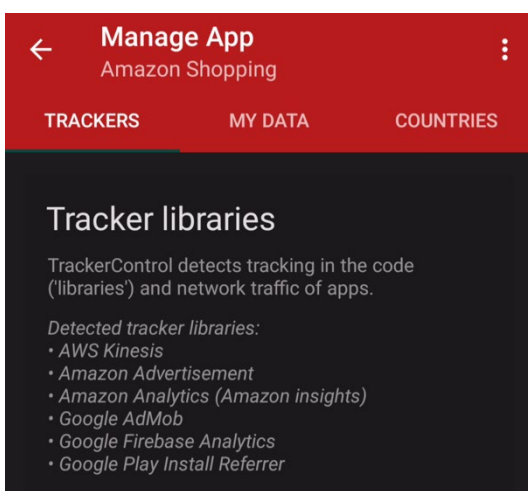 Manage App
Amazon Shopping
TRACKERS MY DATA COUNTRIES
Tracker libraries
TrackerControl detects tracking in the code
('libraries') and network traffic of apps.
Detected tracker libraries:
• AWS Kinesis
• Amazon Advertisement
• Amazon Analytics (Amazon insights)
• Google AdMob
• Google Firebase Analytics
• Google Play Install Referrer